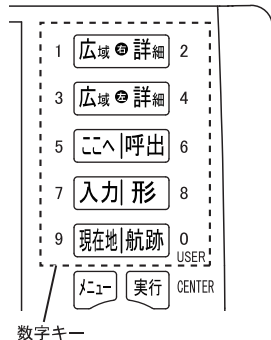 1 広域 右 詳細 2
3 広域 左 詳細 4
5 ここへ 呼出 6
7 入力 形 8
9 現在地 航跡 0
USER
メニュー 実行 CENTER
数字キー